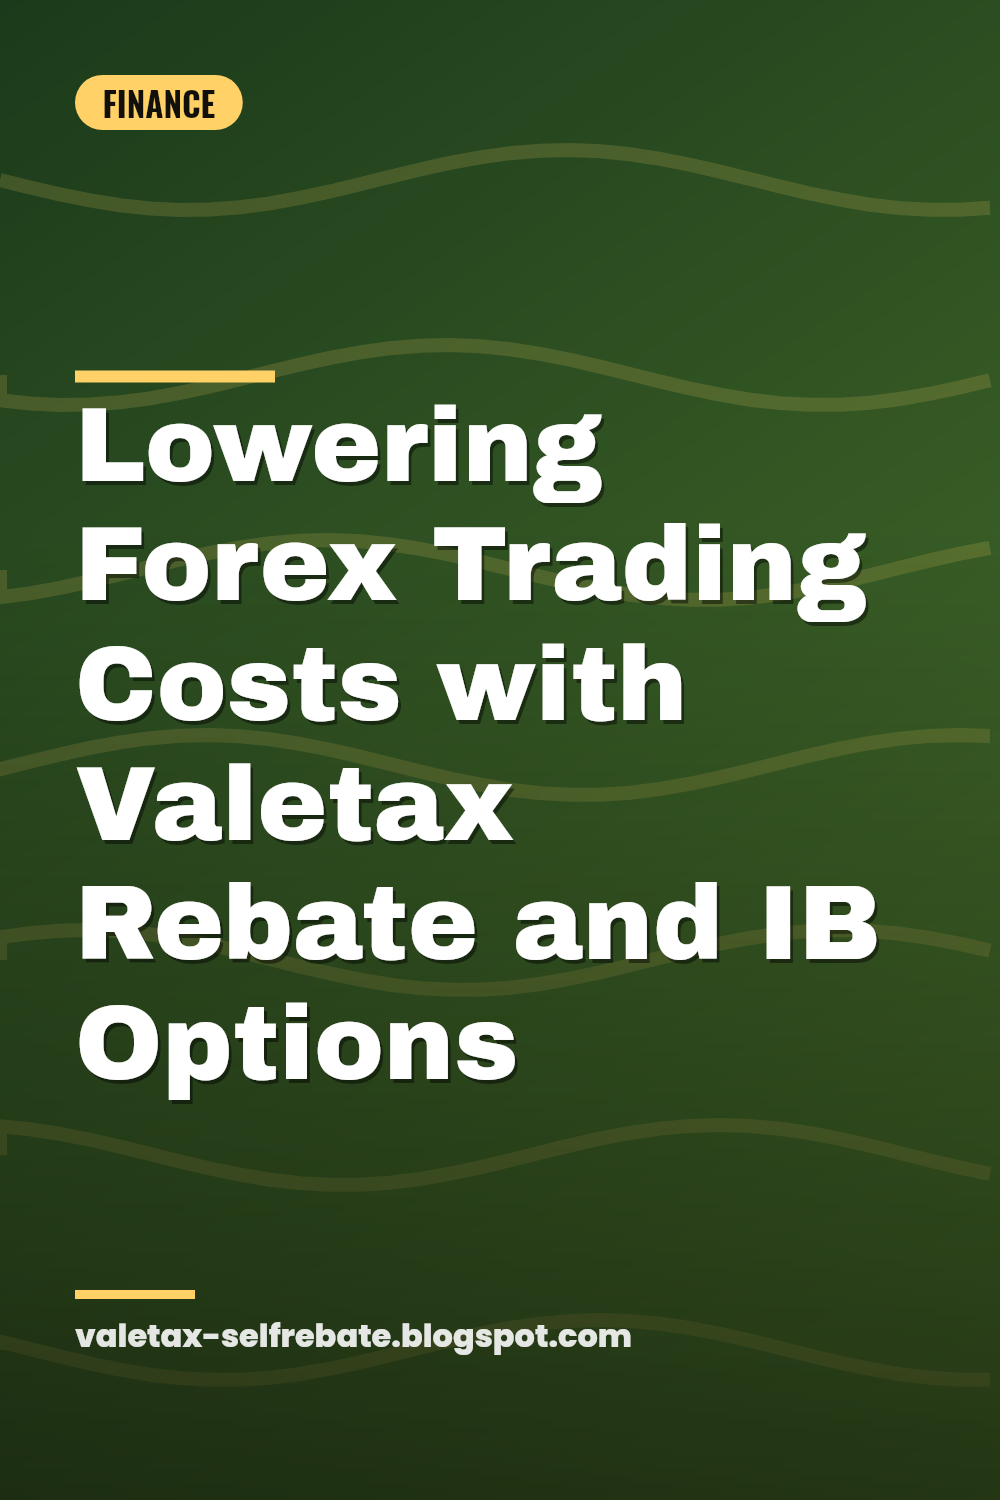 FINANCE
Lowering
Forex Trading
Costs with
Valetax
Rebate and IB
Options
valetax-selfrebate.blogspot.com